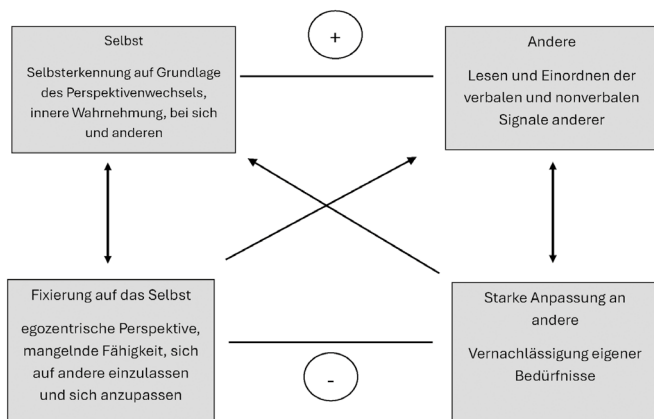 Selbst
Selbsterkennung auf Grundlage
des Perspektivenwechsels,
innere Wahrnehmung, bei sich
und anderen
+
Andere
Lesen und Einordnen der
verbalen und nonverbalen
Signale anderer
Fixierung auf das Selbst
egozentrische Perspektive,
mangelnde Fähigkeit, sich
auf andere einzulassen
und sich anzupassen
-
Starke Anpassung an
andere
Vernachlässigung eigener
Bedürfnisse